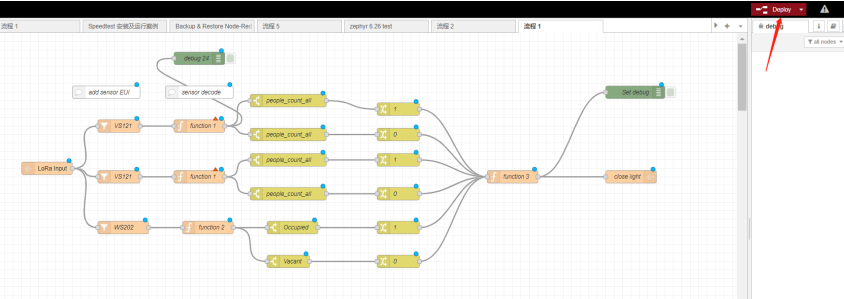 Deploy
流程 1
Speedtest 安装及运行案例
Backup & Restore Node-Red
流程 5
zephyr 6.26 test
流程 2
流程 1
debug
i
all nodes
debug 24
add sensor EUI
sensor decode
people_count_all
1
Set debug
VS121
function 1
people_count_all
0
people_count_all
1
LoRa Input
VS121
function 1
function 3
close light
people_count_all
0
WS202
function 2
Occupied
1
Vacant
0